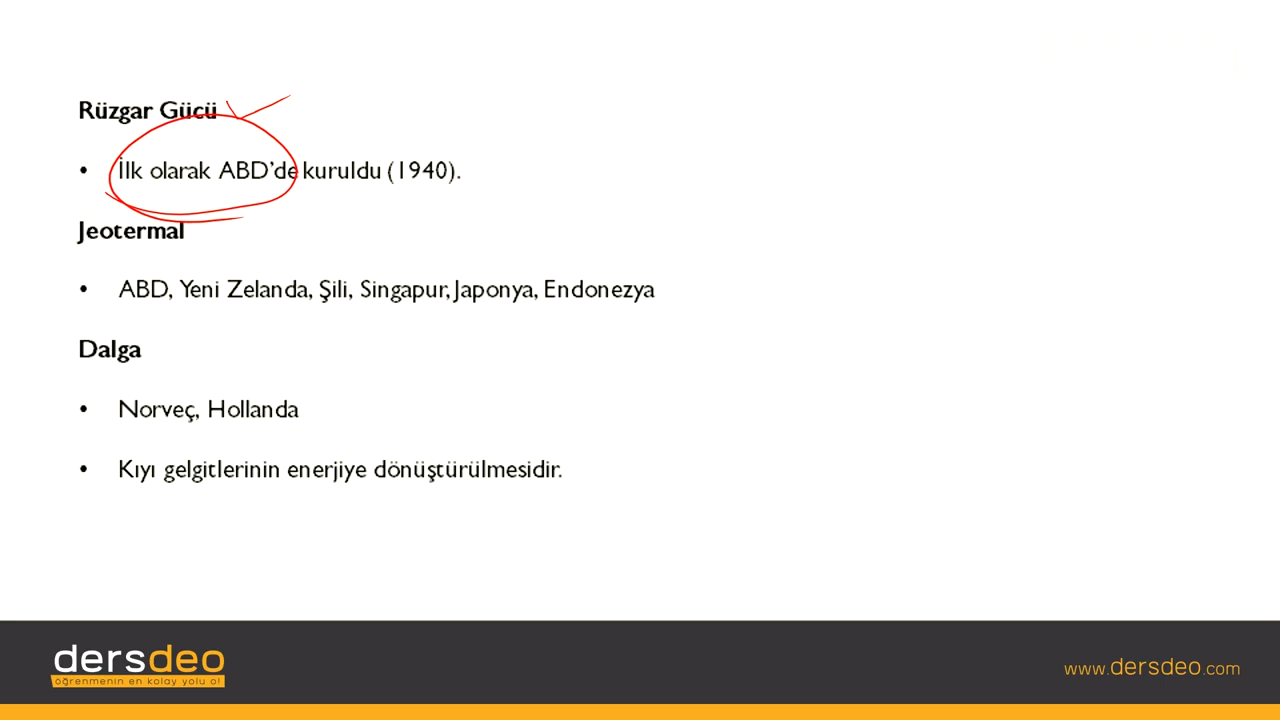 Rüzgar Gücü
• İlk olarak ABD'de kuruldu (1940).
Jeotermal
• ABD, Yeni Zelanda, Şili, Singapur, Japonya, Endonezya
Dalga
• Norveç, Hollanda
• Kıyı gelgitlerinin enerjiye dönüştürülmesidir.
dersdeo
öğrenmenin en kolay yolu o!
www.dersdeo.com